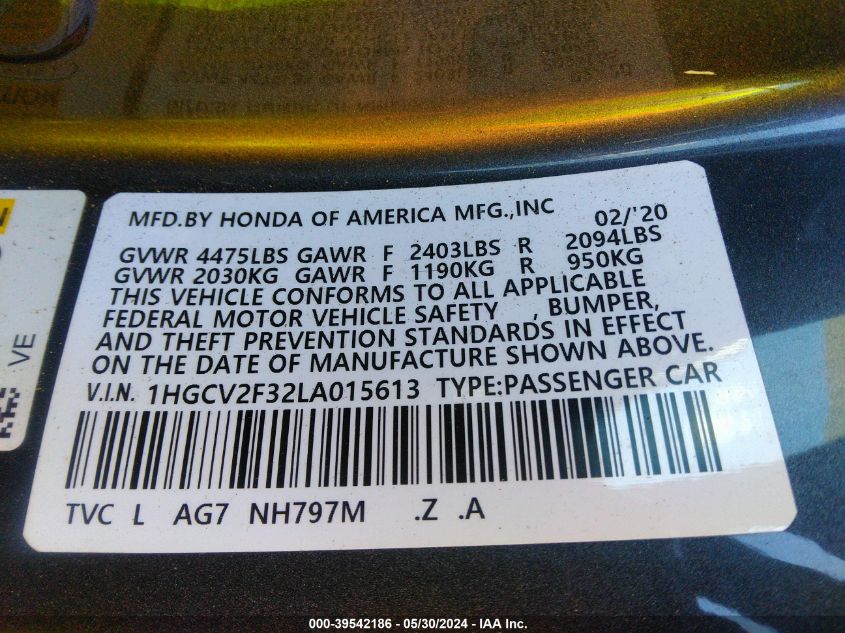 MFD.BY HONDA OF AMERICA MFG.,INC 02/'20
GVWR 4475LBS GAWR F 2403LBS R 2094LBS
GVWR 2030KG GAWR F 1190KG R 950KG
THIS VEHICLE CONFORMS TO ALL APPLICABLE
FEDERAL MOTOR VEHICLE SAFETY , BUMPER,
AND THEFT PREVENTION STANDARDS IN EFFECT
ON THE DATE OF MANUFACTURE SHOWN ABOVE.
V.I.N. 1HGCV2F32LA015613 TYPE:PASSENGER CAR
TVC L AG7 NH797M .Z .A
VE
000-39542186 - 05/30/2024 - IAA Inc.